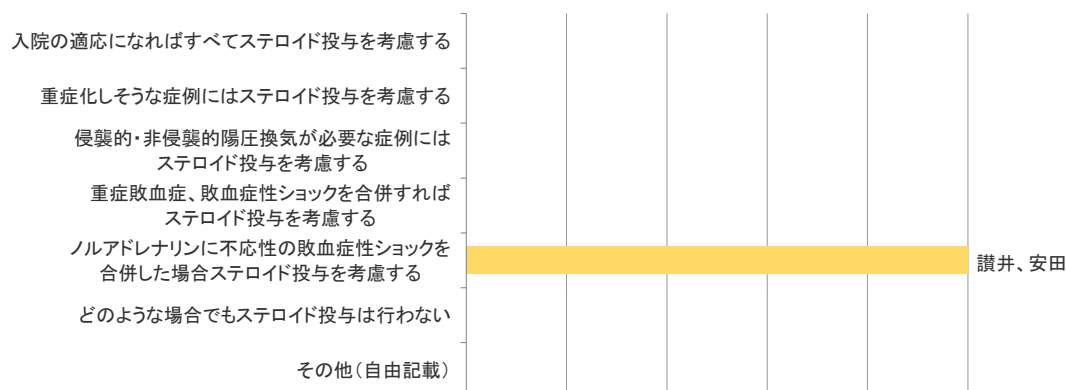 入院の適応になればすべてステロイド投与を考慮する
重症化しそうな症例にはステロイド投与を考慮する
侵襲的・非侵襲的陽圧換気が必要な症例には
ステロイド投与を考慮する
重症敗血症、敗血症性ショックを合併すれば
ステロイド投与を考慮する
ノルアドレナリンに不応性の敗血症性ショックを
合併した場合ステロイド投与を考慮する
讃井、安田
どのような場合でもステロイド投与は行わない
その他（自由記載）